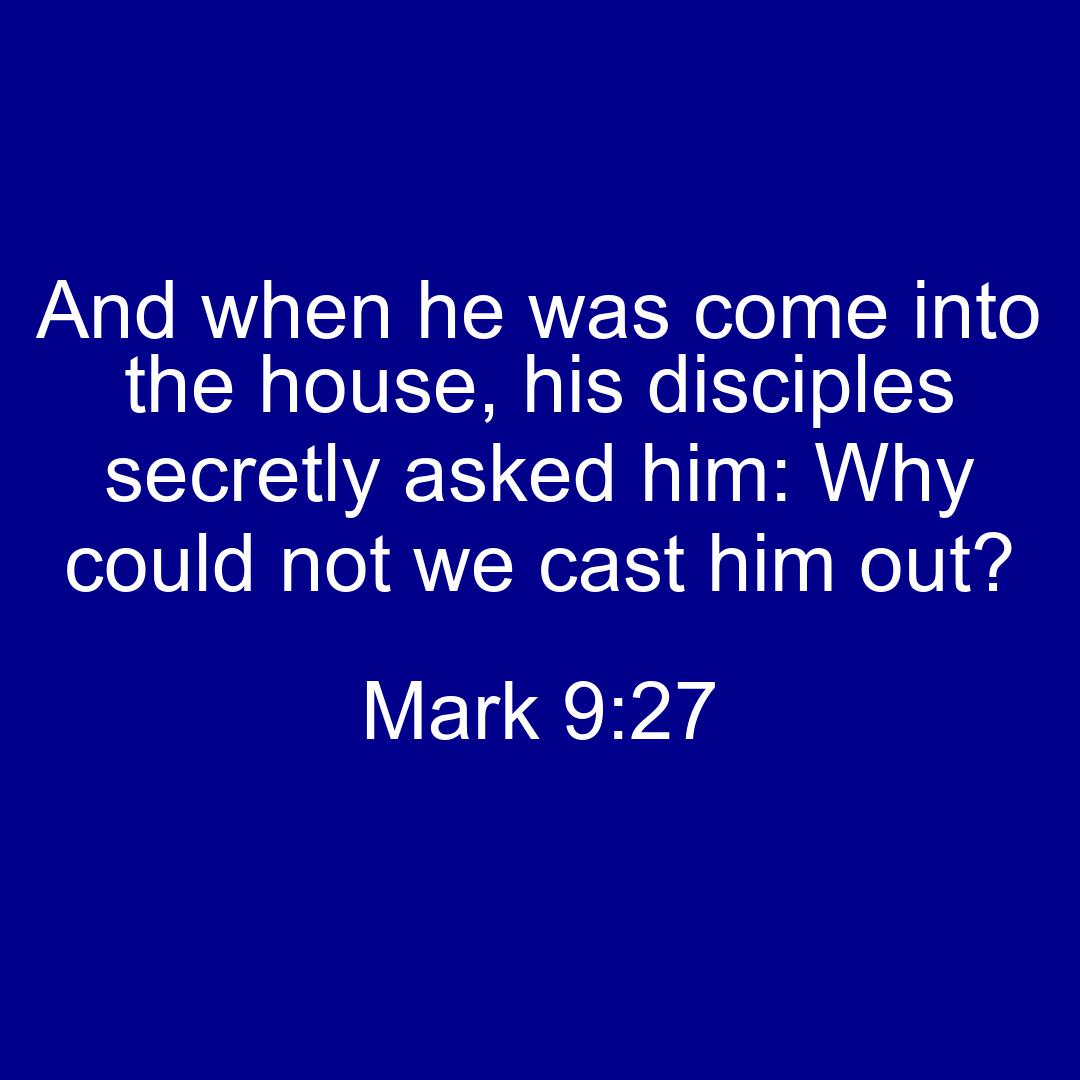 And when he was come into
the house, his disciples
secretly asked him: Why
could not we cast him out?
Mark 9:27